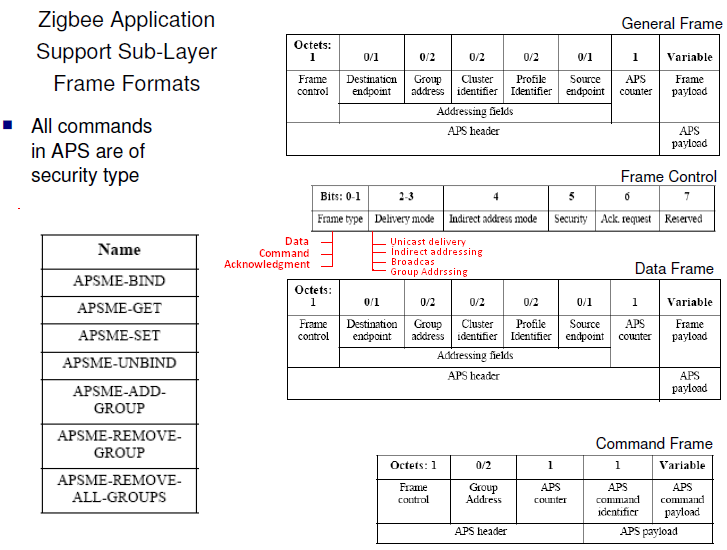 Zigbee Application
Support Sub-Layer
Frame Formats
All commands
in APS are of
security type
Name
APSME-BIND
APSME-GET
APSME-SET
APSME-UNBIND
APSME-ADD-
GROUP
APSME-REMOVE-
GROUP
APSME-REMOVE-
ALL-GROUPS
General Frame
Octets:
1 0/1 0/2 0/2 0/2 0/1 1 Variable
Frame Destination Group Cluster Profile Source APS Frame
control endpoint address identifier Identifier endpoint counter payload
Addressing fields
APS header APS
payload
Frame Control
Bits: 0-1 2-3 4 5 6 7
Frame type Delivery mode Indirect address mode Security Ack. request Reserved
Data
Command
Acknowledgment
Unicast delivery
Indirect addressing
Broadcas
Group Addrssing
Data Frame
Octets:
1 0/1 0/2 0/2 0/2 0/1 1 Variable
Frame Destination Group Cluster Profile Source APS Frame
control endpoint address identifier Identifier endpoint counter payload
Addressing fields
APS header APS
payload
Command Frame
Octets: 1 0/2 1 1 Variable
Frame Group APS APS APS
control Address counter command command
identifier payload
APS header APS payload